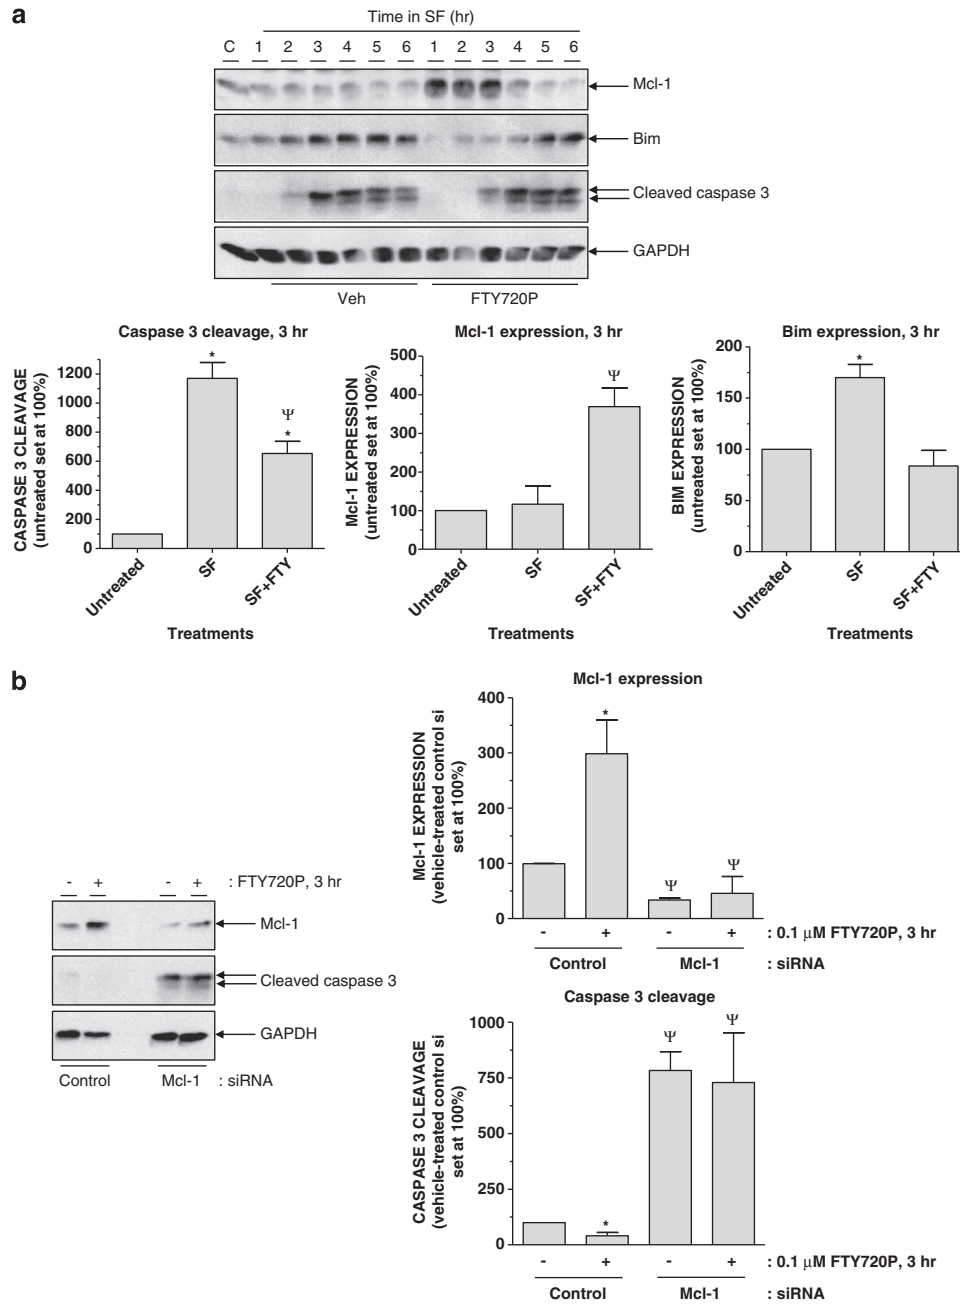 a
Time in SF (hr)
C 1 2 3 4 5 6 1 2 3 4 5 6
Mcl-1
Bim
Cleaved caspase 3
GAPDH
Veh FTY720P
Caspase 3 cleavage, 3 hr
CASPASE 3 CLEAVAGE
(untreated set at 100%)
1200
1000
800
600
400
200
0
*
Ψ
*
Untreated SF SF+FTY
Treatments
Mcl-1 expression, 3 hr
Mcl-1 EXPRESSION
(untreated set at 100%)
500
400
300
200
100
0
Ψ
Untreated SF SF+FTY
Treatments
Bim expression, 3 hr
BIM EXPRESSION
(untreated set at 100%)
200
150
100
50
0
*
Untreated SF SF+FTY
Treatments
b
- + - + : FTY720P, 3 hr
Mcl-1
Cleaved caspase 3
GAPDH
Control Mcl-1 : siRNA
Mcl-1 expression
Mcl-1 EXPRESSION
(vehicle-treated control si
set at 100%)
400
300
200
100
0
*
Ψ Ψ
- + - + : 0.1 μM FTY720P, 3 hr
Control Mcl-1 : siRNA
Caspase 3 cleavage
CASPASE 3 CLEAVAGE
(vehicle-treated control si
set at 100%)
1000
750
500
250
0
*
Ψ Ψ
- + - + : 0.1 μM FTY720P, 3 hr
Control Mcl-1 : siRNA